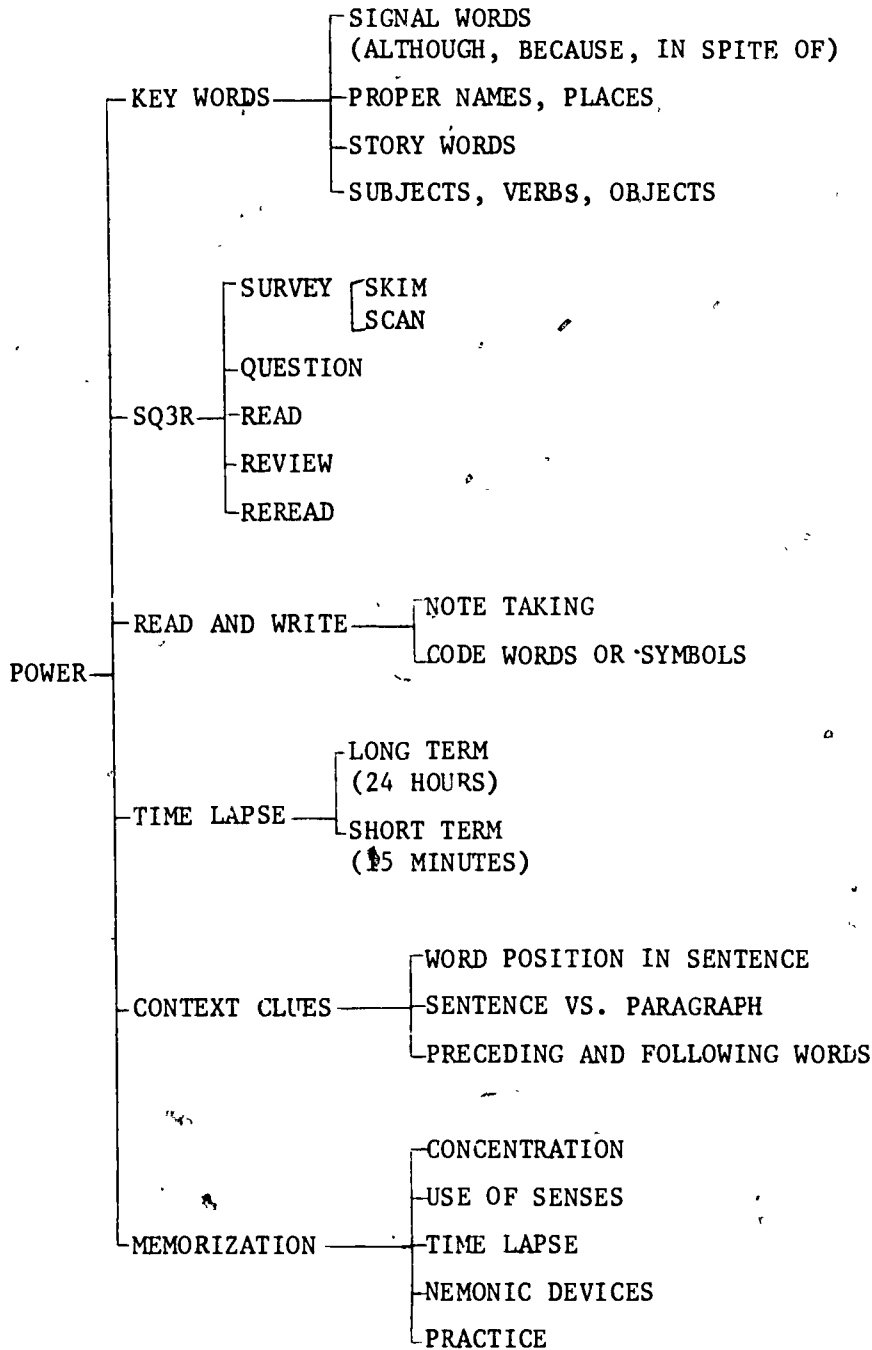 SIGNAL WORDS
(ALTHOUGH, BECAUSE, IN SPITE OF)
KEY WORDS
PROPER NAMES, PLACES
STORY WORDS
SUBJECTS, VERBS, OBJECTS
SURVEY SKIM
SCAN
QUESTION
SQ3R READ
REVIEW
REREAD
READ AND WRITE
NOTE TAKING
CODE WORDS OR SYMBOLS
POWER
LONG TERM
(24 HOURS)
TIME LAPSE
SHORT TERM
(15 MINUTES)
WORD POSITION IN SENTENCE
CONTEXT CLUES SENTENCE VS. PARAGRAPH
PRECEDING AND FOLLOWING WORDS
CONCENTRATION
USE OF SENSES
MEMORIZATION TIME LAPSE
NEMONIC DEVICES
PRACTICE